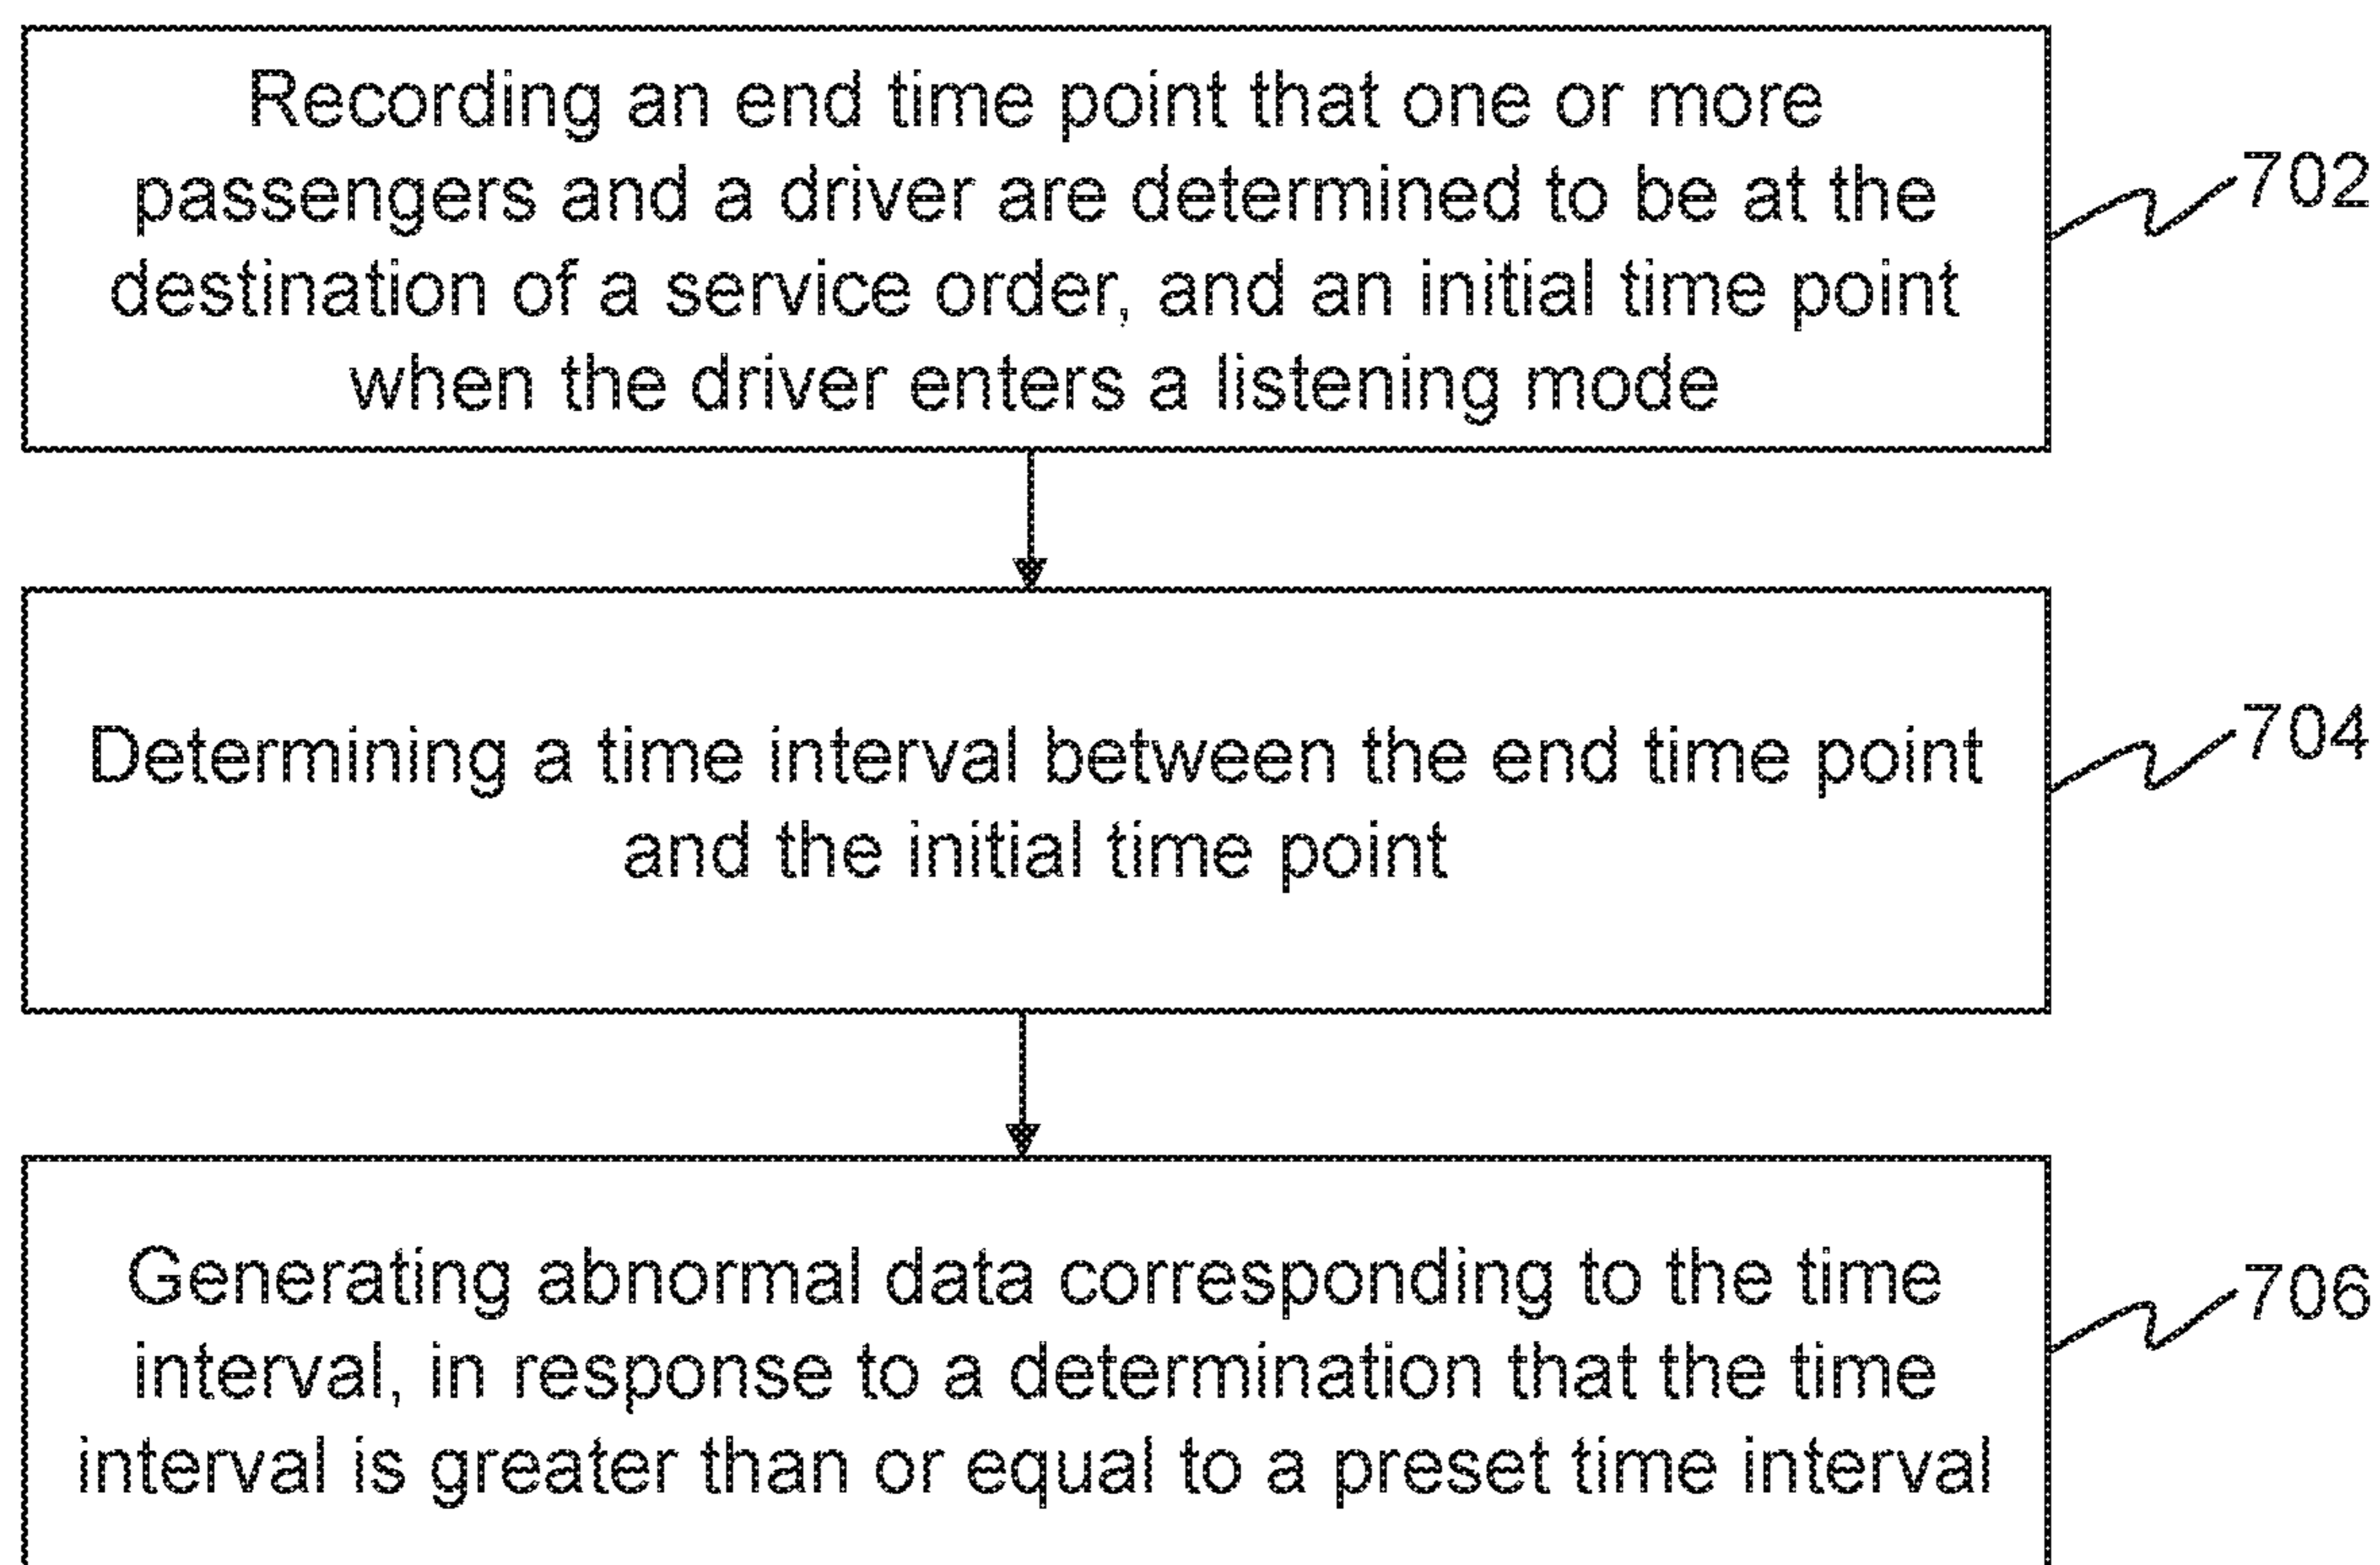 Recording an end time point that one or more
passengers and a driver are determined to be at the
destination of a service order, and an initial time point
when the driver enters a listening mode
702
Determining a time interval between the end time point
and the initial time point
704
Generating abnormal data corresponding to the time
interval, in response to a determination that the time
interval is greater than or equal to a preset time interval
706